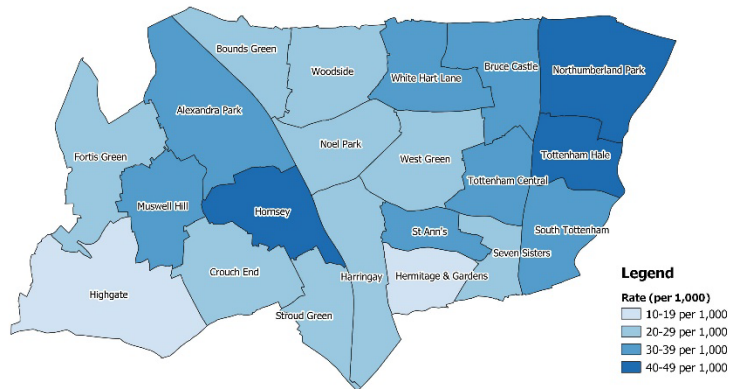 Bounds Green
Woodside
White Hart Lane
Bruce Castle
Northumberland Park
Alexandra Park
Noel Park
Fortis Green
West Green
Tottenham Hale
Muswell Hill
Tottenham Central
Hornsey
St Ann's
South Tottenham
Seven Sisters
Crouch End
Harringay
Hermitage & Gardens
Highgate
Stroud Green
Legend
Rate (per 1,000)
10-19 per 1,000
20-29 per 1,000
30-39 per 1,000
40-49 per 1,000